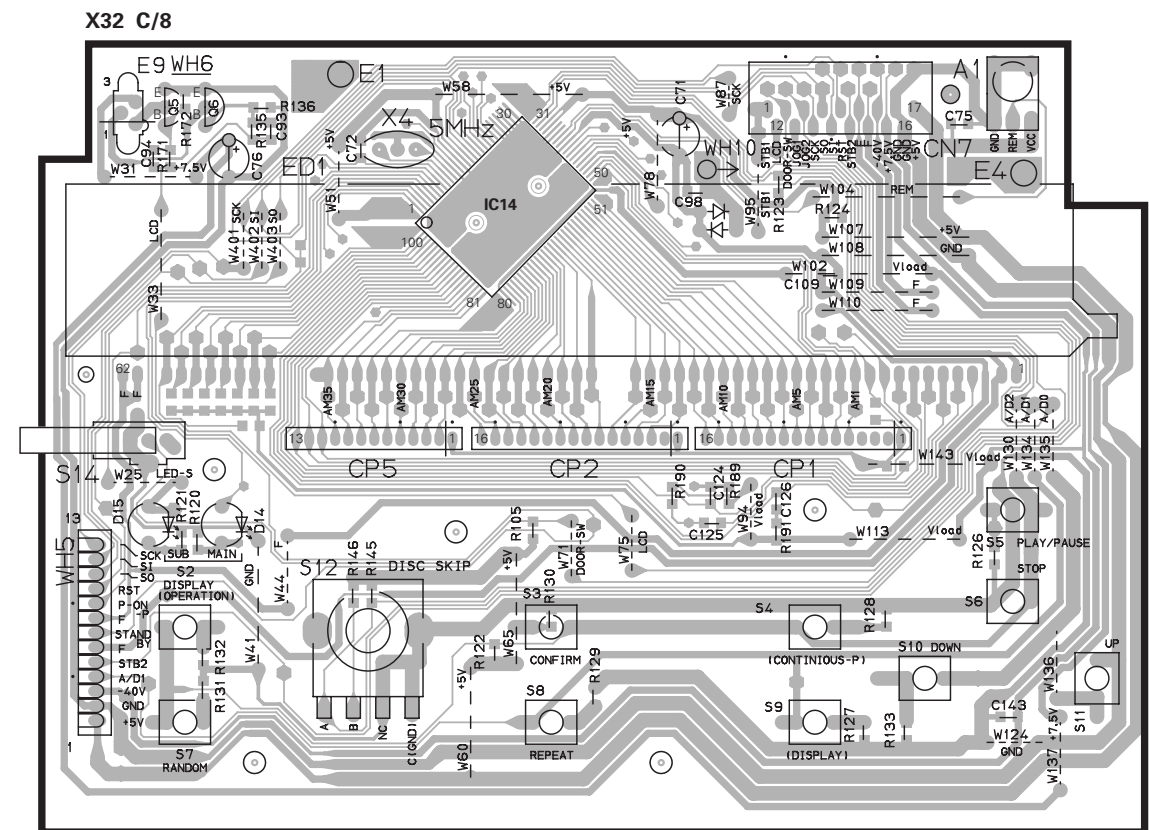 X32 C/8
3
E9
WH6
E
E
B
B
Q5
Q6
R172
R135
C93
R136
1
C94
R171
C76
W31
+7.5V
E1
ED1
+5V
C72
W51
X4
5MHz
W58
+5V
30
31
1
100
IC14
50
51
81
80
+5V
W78
C71
W87
SCK
C98
WH10
W95
STB1
R123
1
12
17
16
CN7
STB1
LCD
DOOR-SW
JOG1
JOG2
SCK
SO
SI
RST
STB2
F
F
-40V
+7.5V
GND
GND
+5V
A1
C75
GND
REM
VCC
E4
W104
REM
R124
W107
+5V
W108
GND
W102
Vload
C109
W109
F
W110
F
LCD
W33
W401
SCK
W402
SI
W403
SO
62
1
F
F
AM35
AM30
AM25
AM20
AM15
AM10
AM5
AM1
A/D2
A/D1
A/D0
W130
W134
W135
13
1
16
1
16
1
CP5
CP2
CP1
W143
Vload
S14
W25
LED-S
D15
R121
R120
D14
SUB
MAIN
R190
C124
R189
C125
W94
Vload
C126
R191
W113
Vload
R126
S5
PLAY/PAUSE
STOP
S6
13
WH5
SCK
SI
SO
RST
P-ON
F
-P
STAND
BY
F
STB2
A/D1
-40V
GND
+5V
1
S2
DISPLAY
(OPERATION)
R132
R131
S7
RANDOM
GND
W41
F
W44
S12
R146
R145
DISC SKIP
A
B
NC
C(GND)
R105
+5V
W71
DOOR-SW
W75
LCD
S3
R130
CONFIRM
R122
W65
+5V
W60
R129
S8
REPEAT
S4
R128
(CONTINIOUS-P)
S9
R127
(DISPLAY)
R133
S10 DOWN
UP
W136
S11
C143
W124
GND
+7.5V
W137